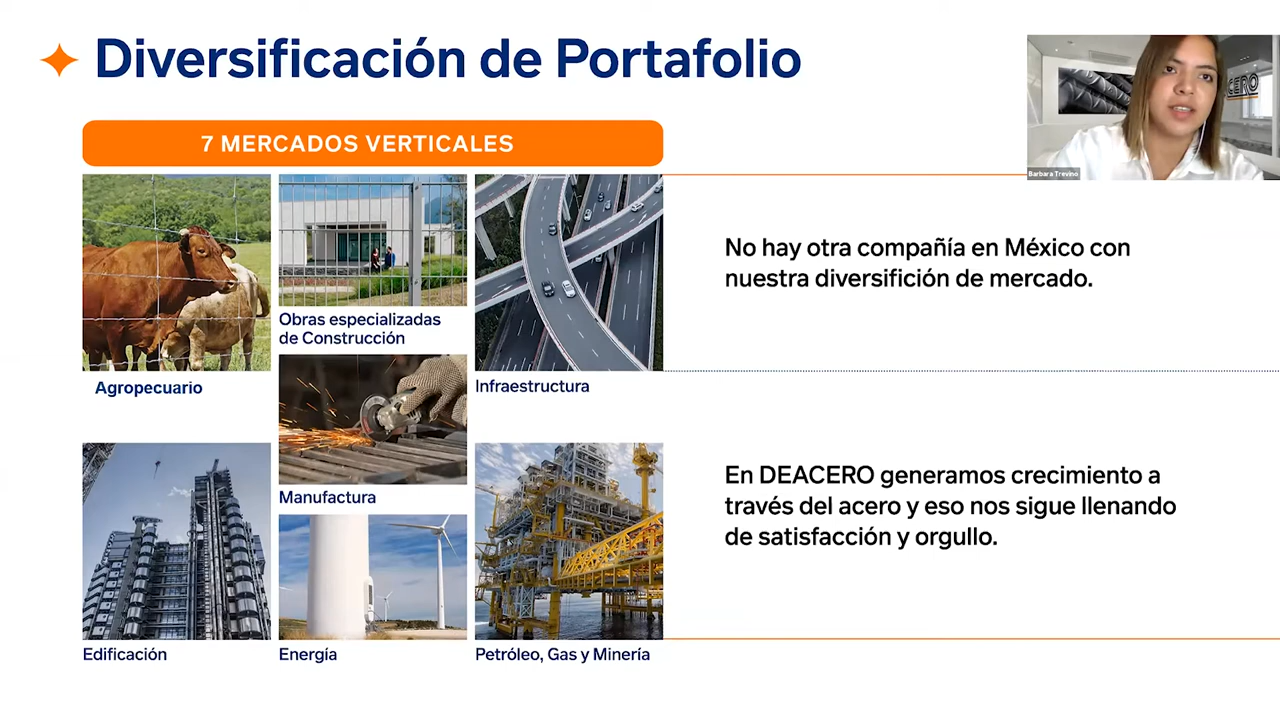 Diversificación de Portafolio
7 MERCADOS VERTICALES
Agropecuario
Obras especializadas
de Construcción
Infraestructura
Manufactura
Edificación
Energía
Petróleo, Gas y Minería
No hay otra compañía en México con
nuestra diversifición de mercado.
En DEACERO generamos crecimiento a
través del acero y eso nos sigue llenando
de satisfacción y orgullo.
ACERO
Barbara Trevino